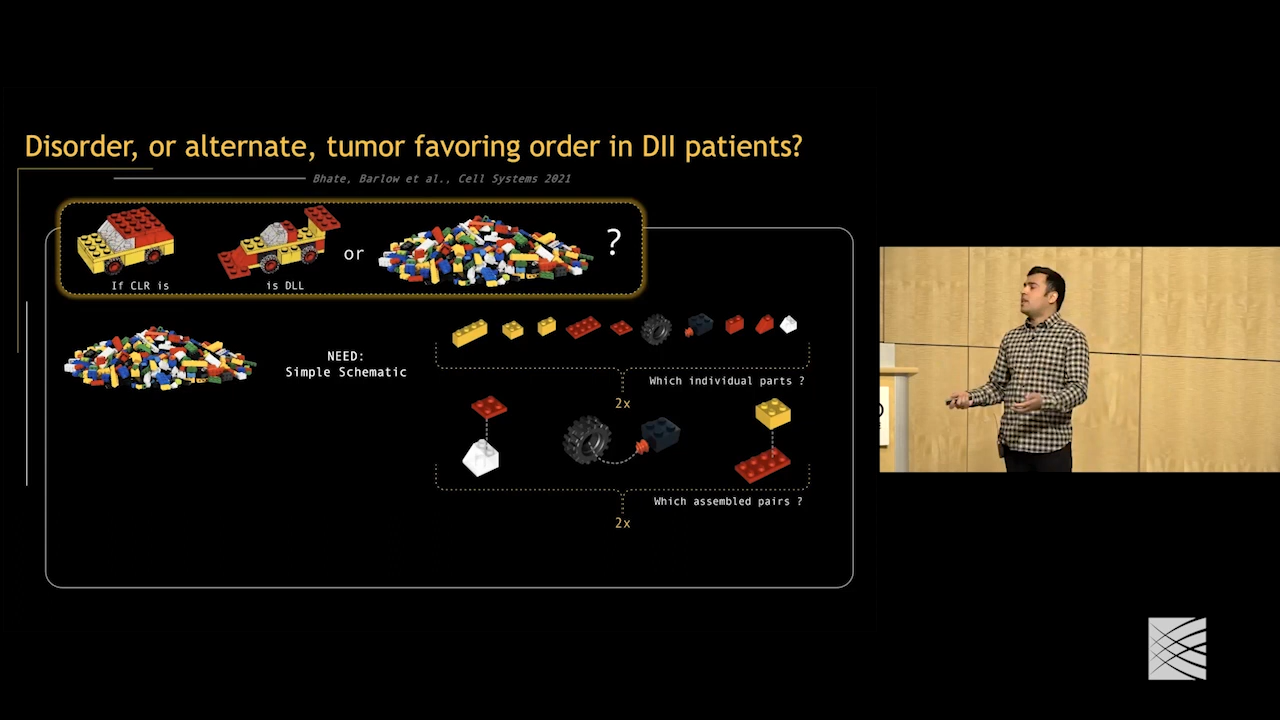 Disorder, or alternate, tumor favoring order in DII patients?
Bhate, Barlow et al., Cell Systems 2021
or
?
If CLR is
is DLL
NEED:
Simple Schematic
Which individual parts ?
2x
Which assembled pairs ?
2x